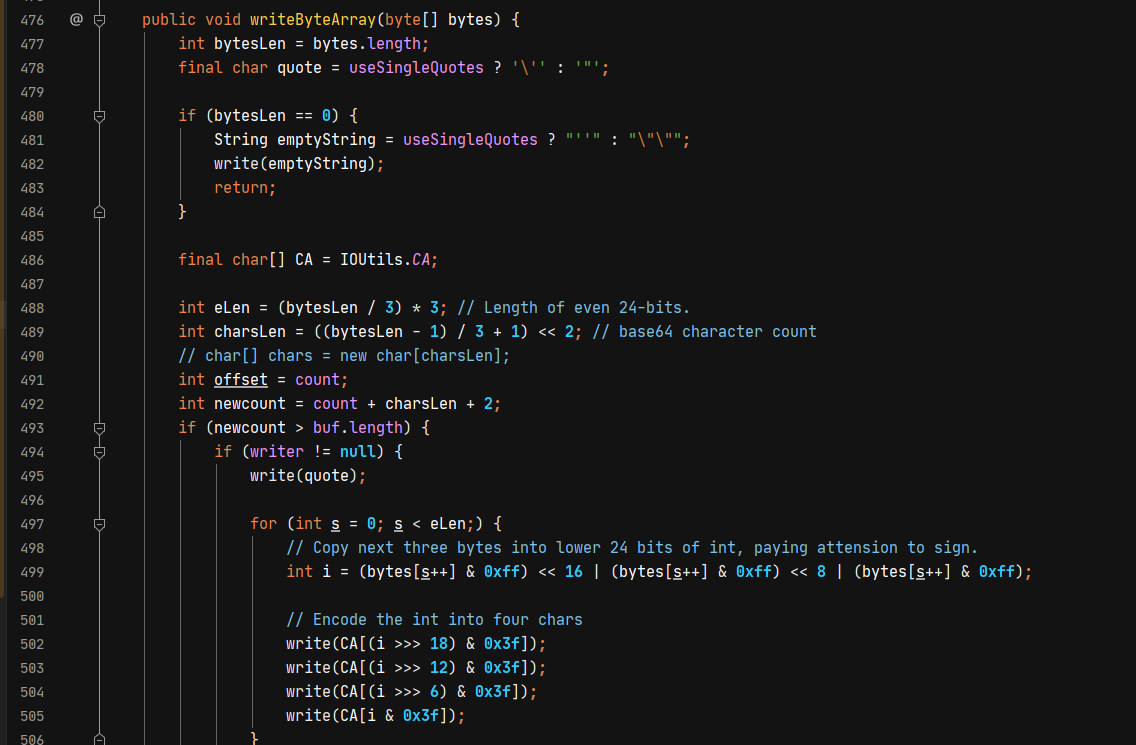 476 @ public void writeByteArray(byte[] bytes) {
477 int bytesLen = bytes.length;
478 final char quote = useSingleQuotes ? '\'' : '"';
479
480 if (bytesLen == 0) {
481 String emptyString = useSingleQuotes ? "''" : "\"\"";
482 write(emptyString);
483 return;
484 }
485
486 final char[] CA = IOUtils.CA;
487
488 int eLen = (bytesLen / 3) * 3; // Length of even 24-bits.
489 int charsLen = ((bytesLen - 1) / 3 + 1) << 2; // base64 character count
490 // char[] chars = new char[charsLen];
491 int offset = count;
492 int newcount = count + charsLen + 2;
493 if (newcount > buf.length) {
494 if (writer != null) {
495 write(quote);
496
497 for (int s = 0; s < eLen;) {
498 // Copy next three bytes into lower 24 bits of int, paying attension to sign.
499 int i = (bytes[s++] & 0xff) << 16 | (bytes[s++] & 0xff) << 8 | (bytes[s++] & 0xff);
500
501 // Encode the int into four chars
502 write(CA[(i >>> 18) & 0x3f]);
503 write(CA[(i >>> 12) & 0x3f]);
504 write(CA[(i >>> 6) & 0x3f]);
505 write(CA[i & 0x3f]);
506 }